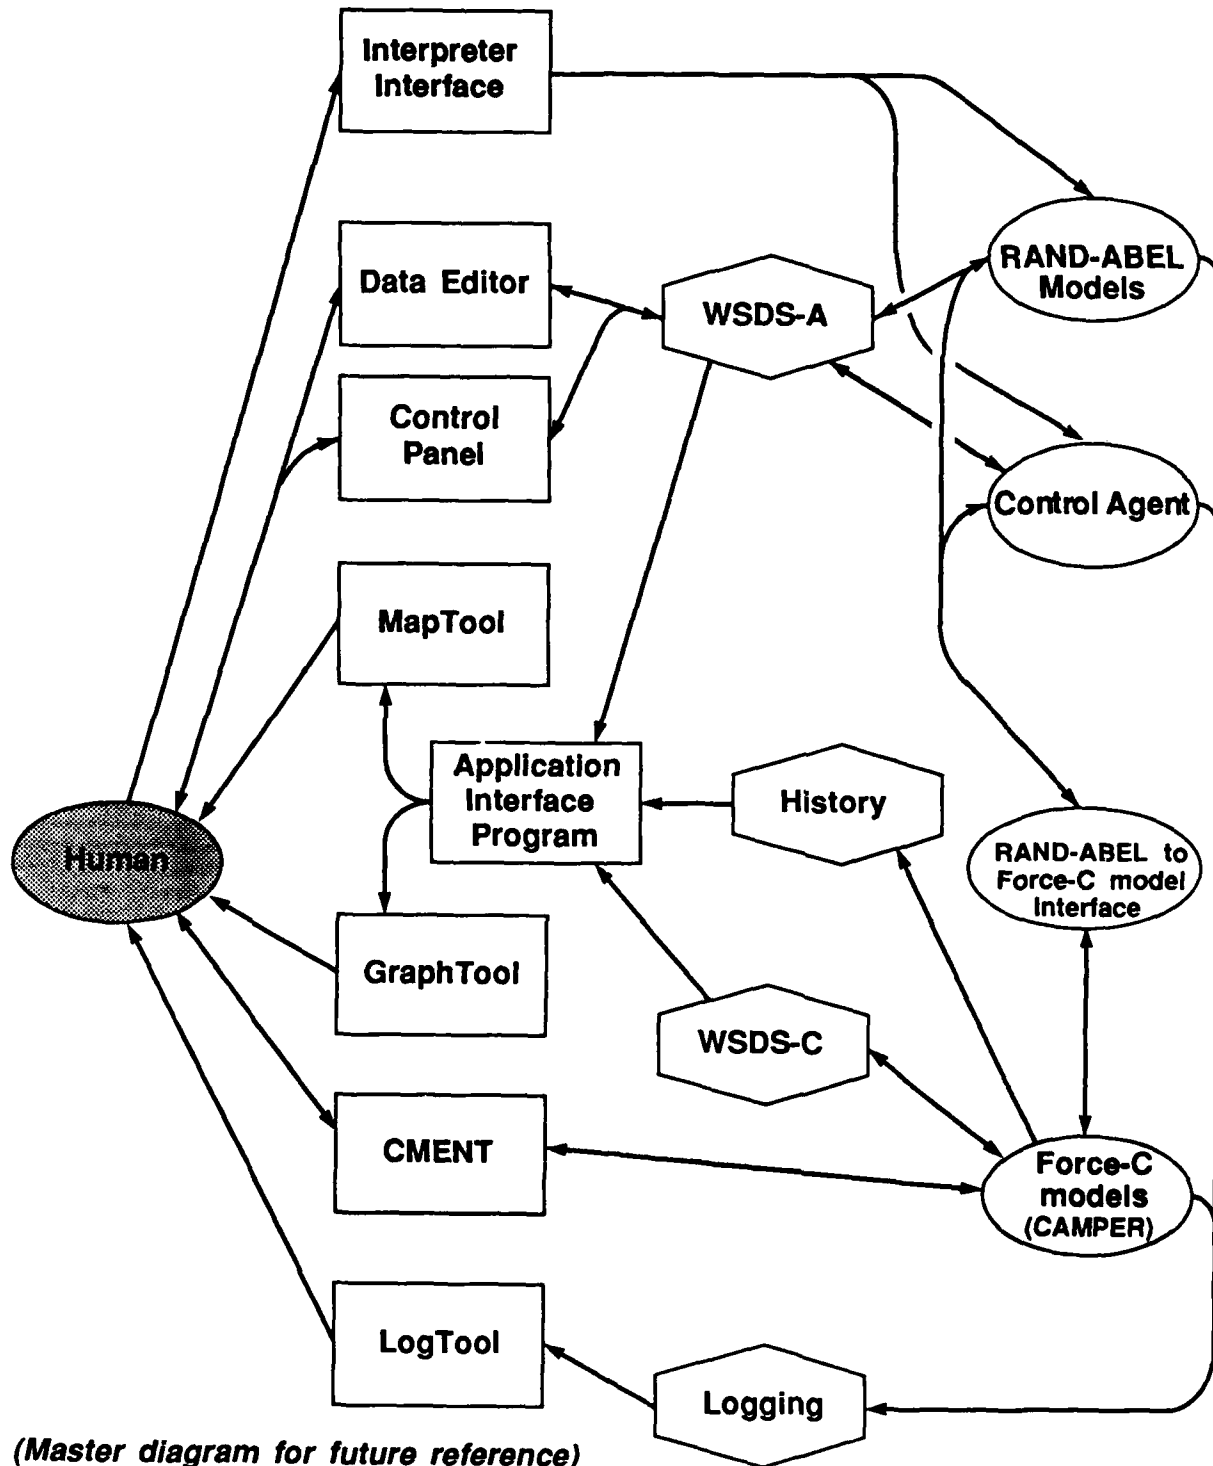 Interpreter
Interface
Data Editor
WSDS-A
RAND-ABEL
Models
Control
Panel
Control Agent
MapTool
Application
Interface
Program
History
Human
RAND-ABEL to
Force-C model
Interface
GraphTool
WSDS-C
CMENT
Force-C
models
(CAMPER)
LogTool
Logging
(Master diagram for future reference)